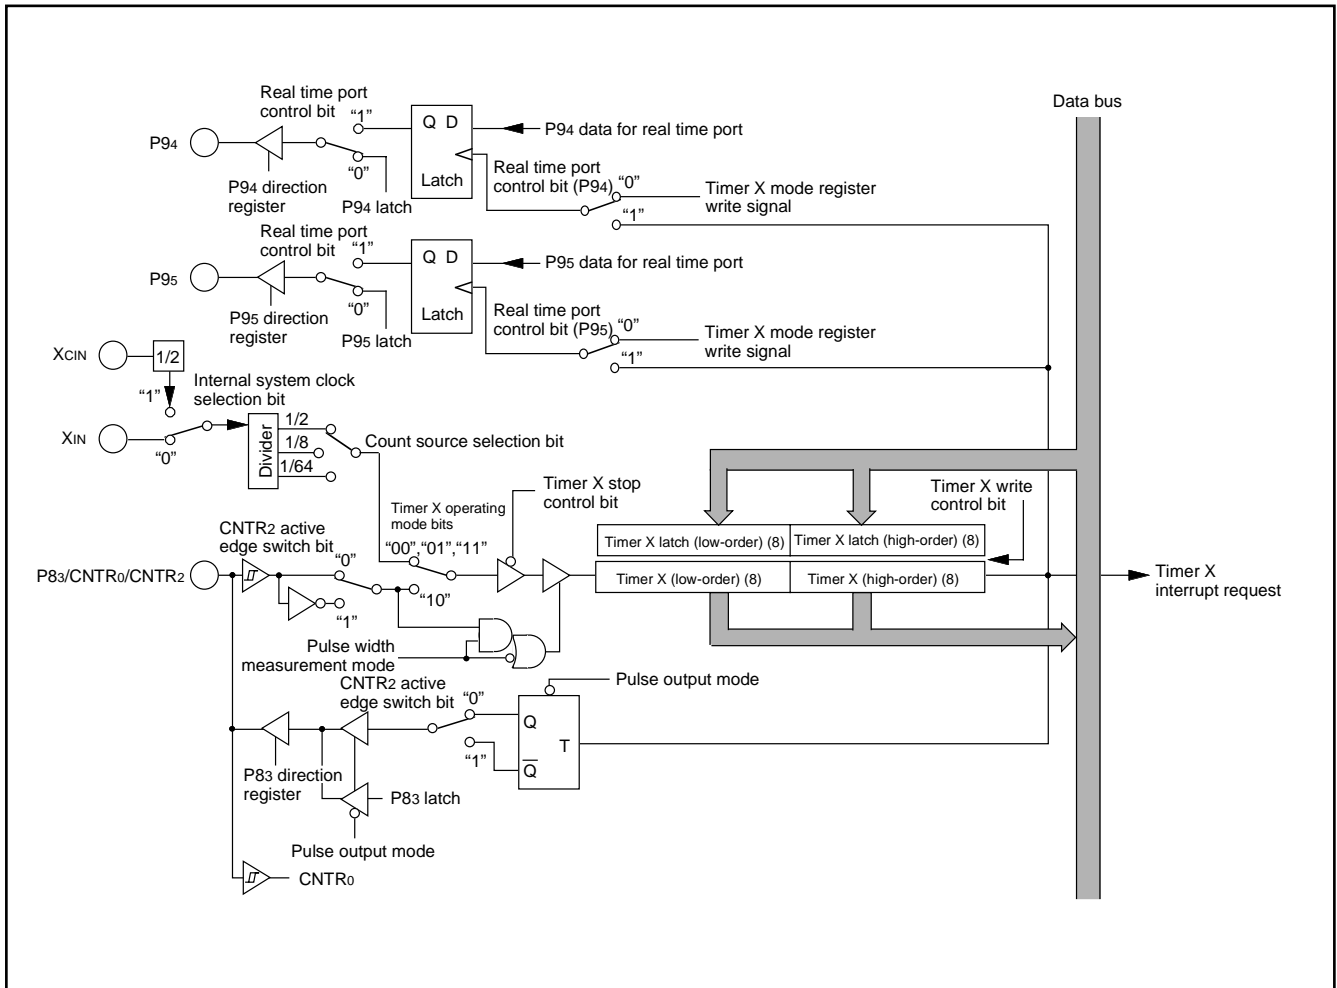 Data bus
Real time port
control bit
“1”
Q D
P94 data for real time port
P94
“0”
Latch
P94 direction
register
P94 latch
Real time port
control bit (P94)
“0”
Timer X mode register
write signal
“1”
Real time port
control bit
“1”
Q D
P95 data for real time port
P95
“0”
Latch
P95 direction
register
P95 latch
Real time port
control bit (P95)
“0”
Timer X mode register
write signal
“1”
XCIN
1/2
“1”
Internal system clock
selection bit
XIN
“0”
Divider
1/2
1/8
1/64
Count source selection bit
Timer X stop
control bit
Timer X write
control bit
Timer X operating
mode bits
“00”,“01”,“11”
“10”
Timer X latch (low-order) (8)
Timer X latch (high-order) (8)
Timer X (low-order) (8)
Timer X (high-order) (8)
Timer X
interrupt request
CNTR2 active
edge switch bit
“0”
P83/CNTR0/CNTR2
“1”
Pulse width
measurement mode
CNTR2 active
edge switch bit
“0”
“1”
Pulse output mode
Q
T
Q
P83 direction
register
P83 latch
Pulse output mode
CNTR0